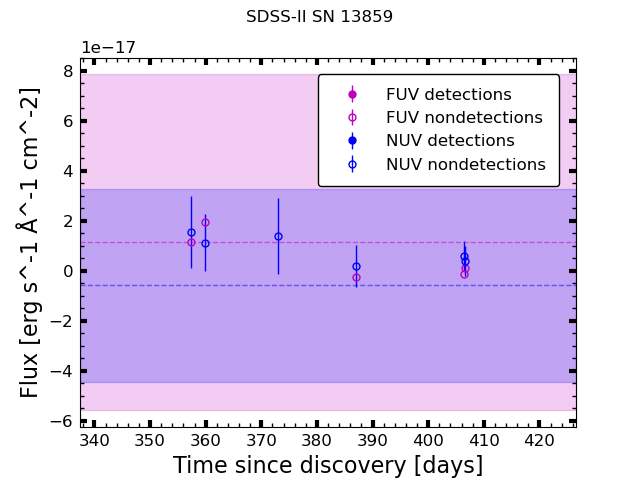 SDSS-II SN 13859
1e−17
FUV detections
FUV nondetections
NUV detections
NUV nondetections
8
6
4
2
0
−2
−4
−6
Flux [erg s^-1 Å^-1 cm^-2]
340 350 360 370 380 390 400 410 420
Time since discovery [days]